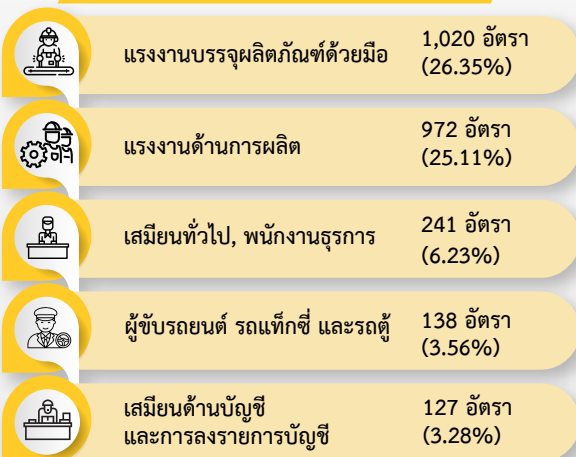 แรงงานบรรจุผลิตภัณฑ์ด้วยมือ
1,020 อัตรา
(26.35%)
แรงงานด้านการผลิต
972 อัตรา
(25.11%)
เสมียนทั่วไป, พนักงานธุรการ
241 อัตรา
(6.23%)
ผู้ขับรถยนต์ รถแท็กซี่ และรถตู้
138 อัตรา
(3.56%)
เสมียนด้านบัญชี
และการลงรายการบัญชี
127 อัตรา
(3.28%)